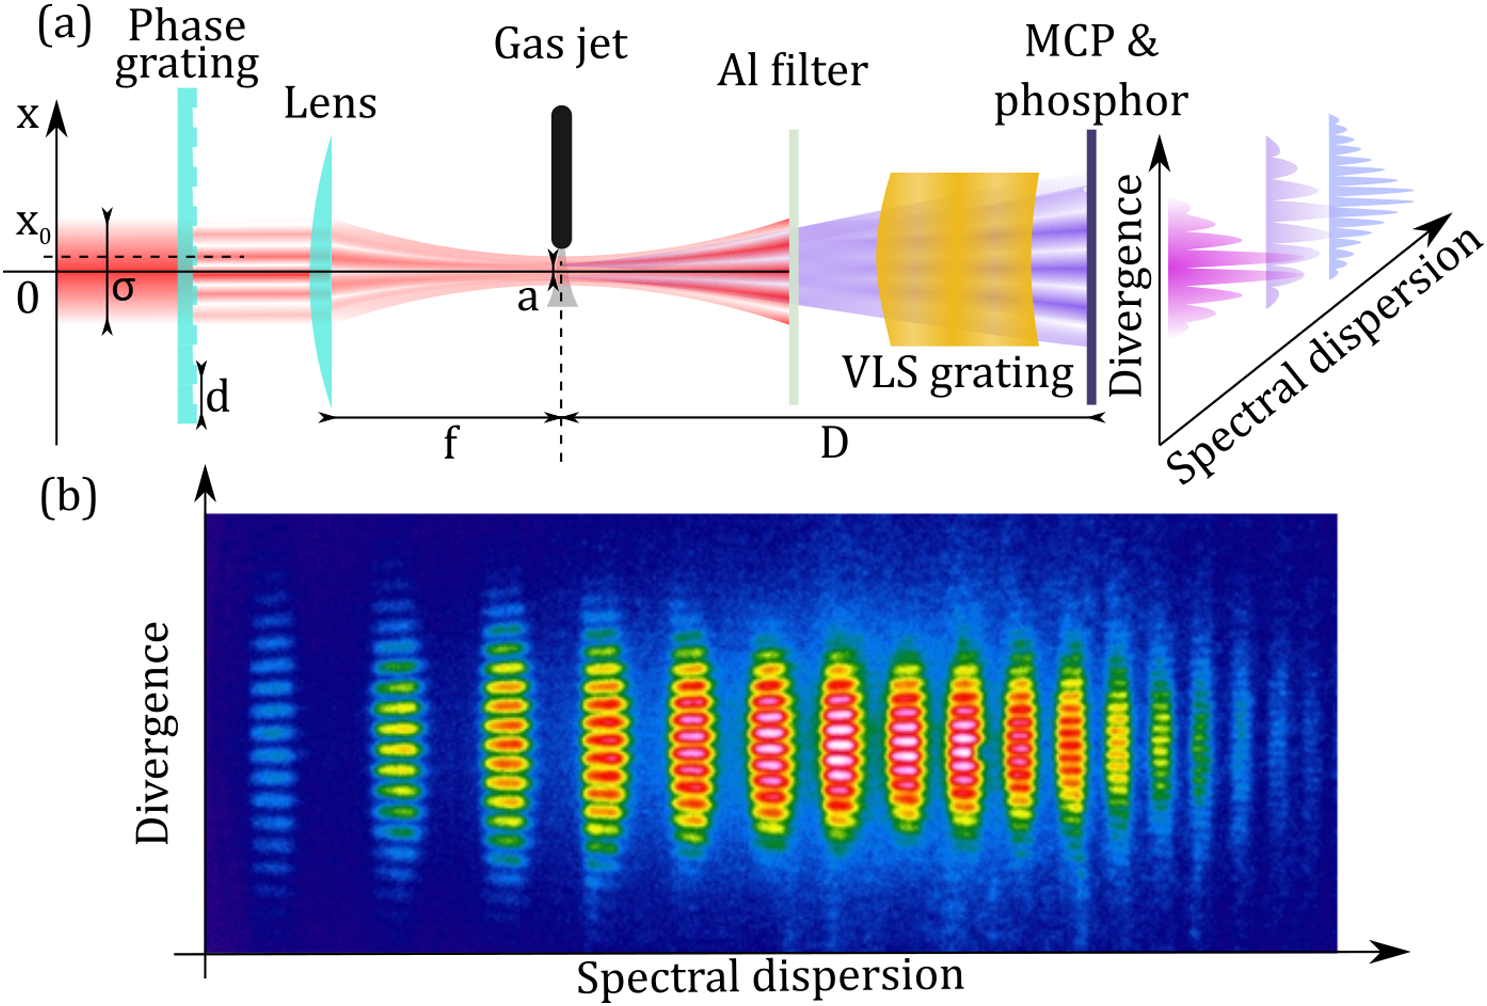 (a)
Phase
grating
Lens
Gas jet
Al filter
MCP &
phosphor
x
x0
0
σ
d
a
f
D
VLS grating
Divergence
Spectral dispersion
(b)
Divergence
Spectral dispersion